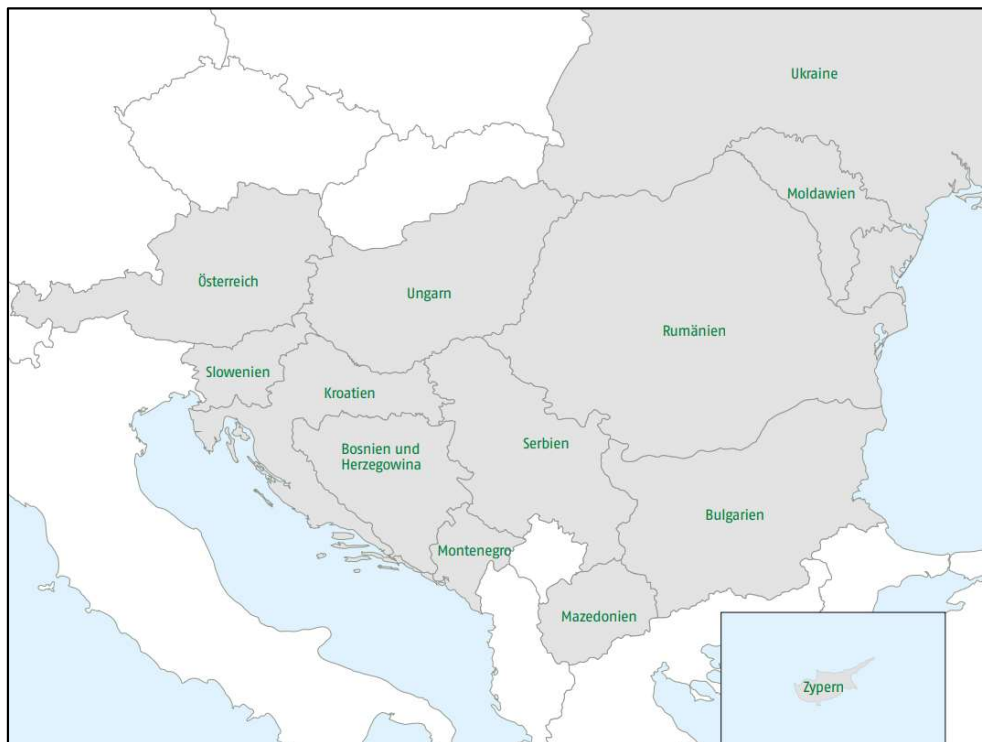 Ukraine
Moldawien
Österreich
Ungarn
Rumänien
Slowenien
Kroatien
Bosnien und
Herzegowina
Serbien
Bulgarien
Montenegro
Mazedonien
Zypern